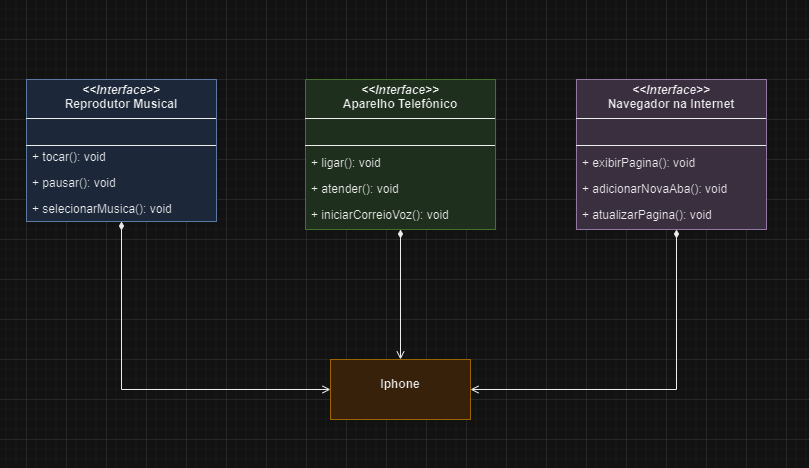 <<Interface>>
Reprodutor Musical
+ tocar(): void
+ pausar(): void
+ selecionarMusica(): void
<<Interface>>
Aparelho Telefônico
+ ligar(): void
+ atender(): void
+ iniciarCorreioVoz(): void
<<Interface>>
Navegador na Internet
+ exibirPagina(): void
+ adicionarNovaAba(): void
+ atualizarPagina(): void
Iphone